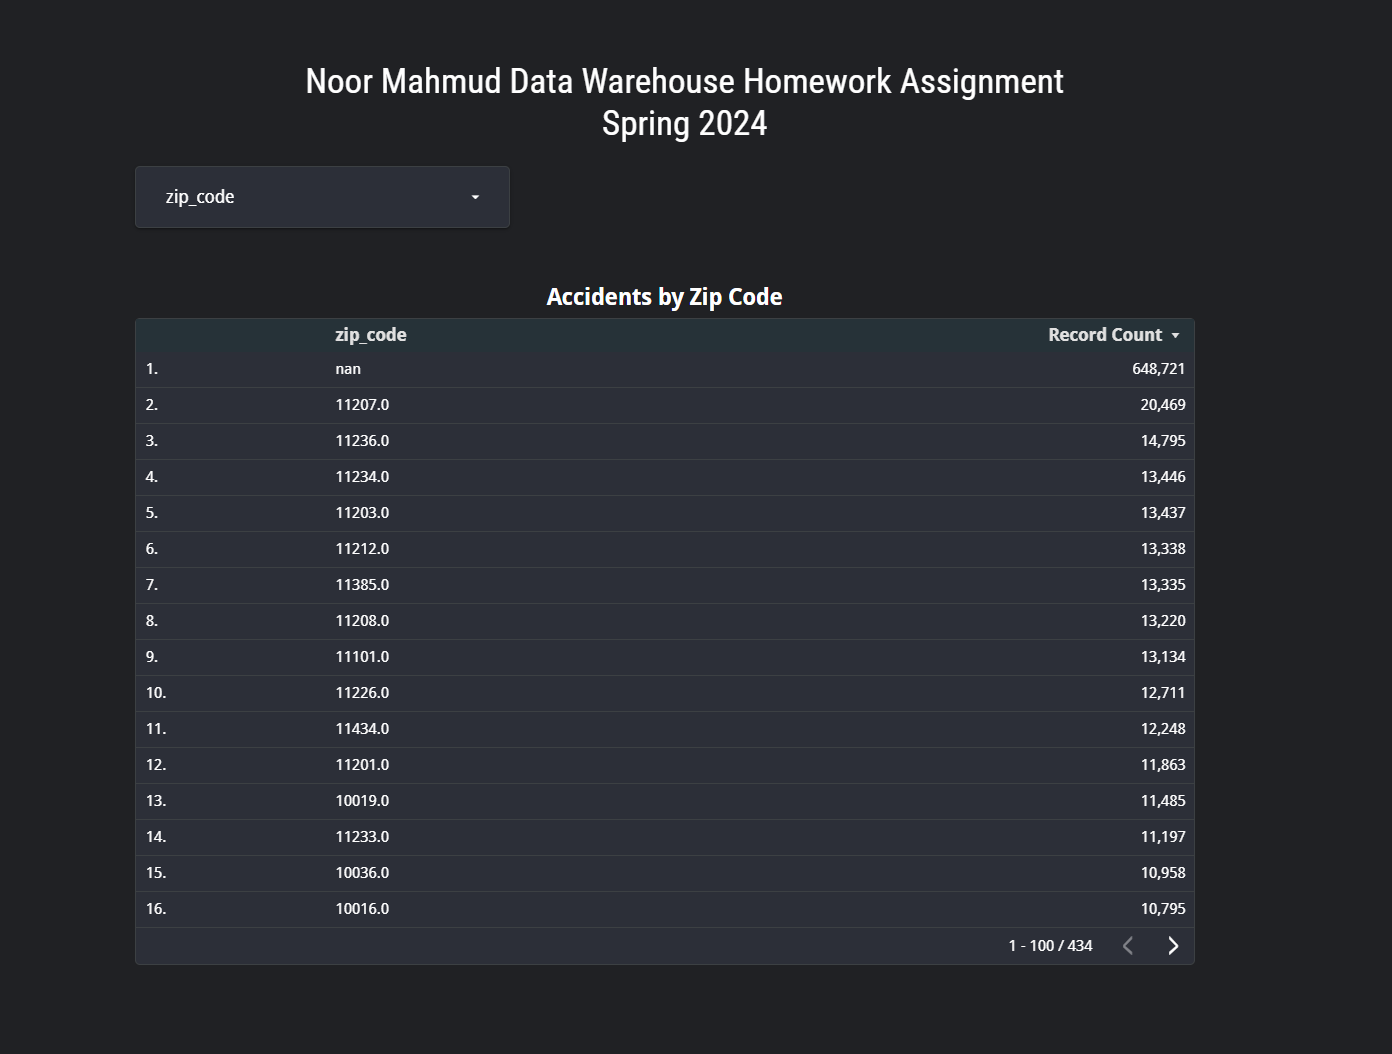 Noor Mahmud Data Warehouse Homework Assignment
Spring 2024
zip_code
Accidents by Zip Code
zip_code Record Count
1. nan 648,721
2. 11207.0 20,469
3. 11236.0 14,795
4. 11234.0 13,446
5. 11203.0 13,437
6. 11212.0 13,338
7. 11385.0 13,335
8. 11208.0 13,220
9. 11101.0 13,134
10. 11226.0 12,711
11. 11434.0 12,248
12. 11201.0 11,863
13. 10019.0 11,485
14. 11233.0 11,197
15. 10036.0 10,958
16. 10016.0 10,795
1 - 100 / 434